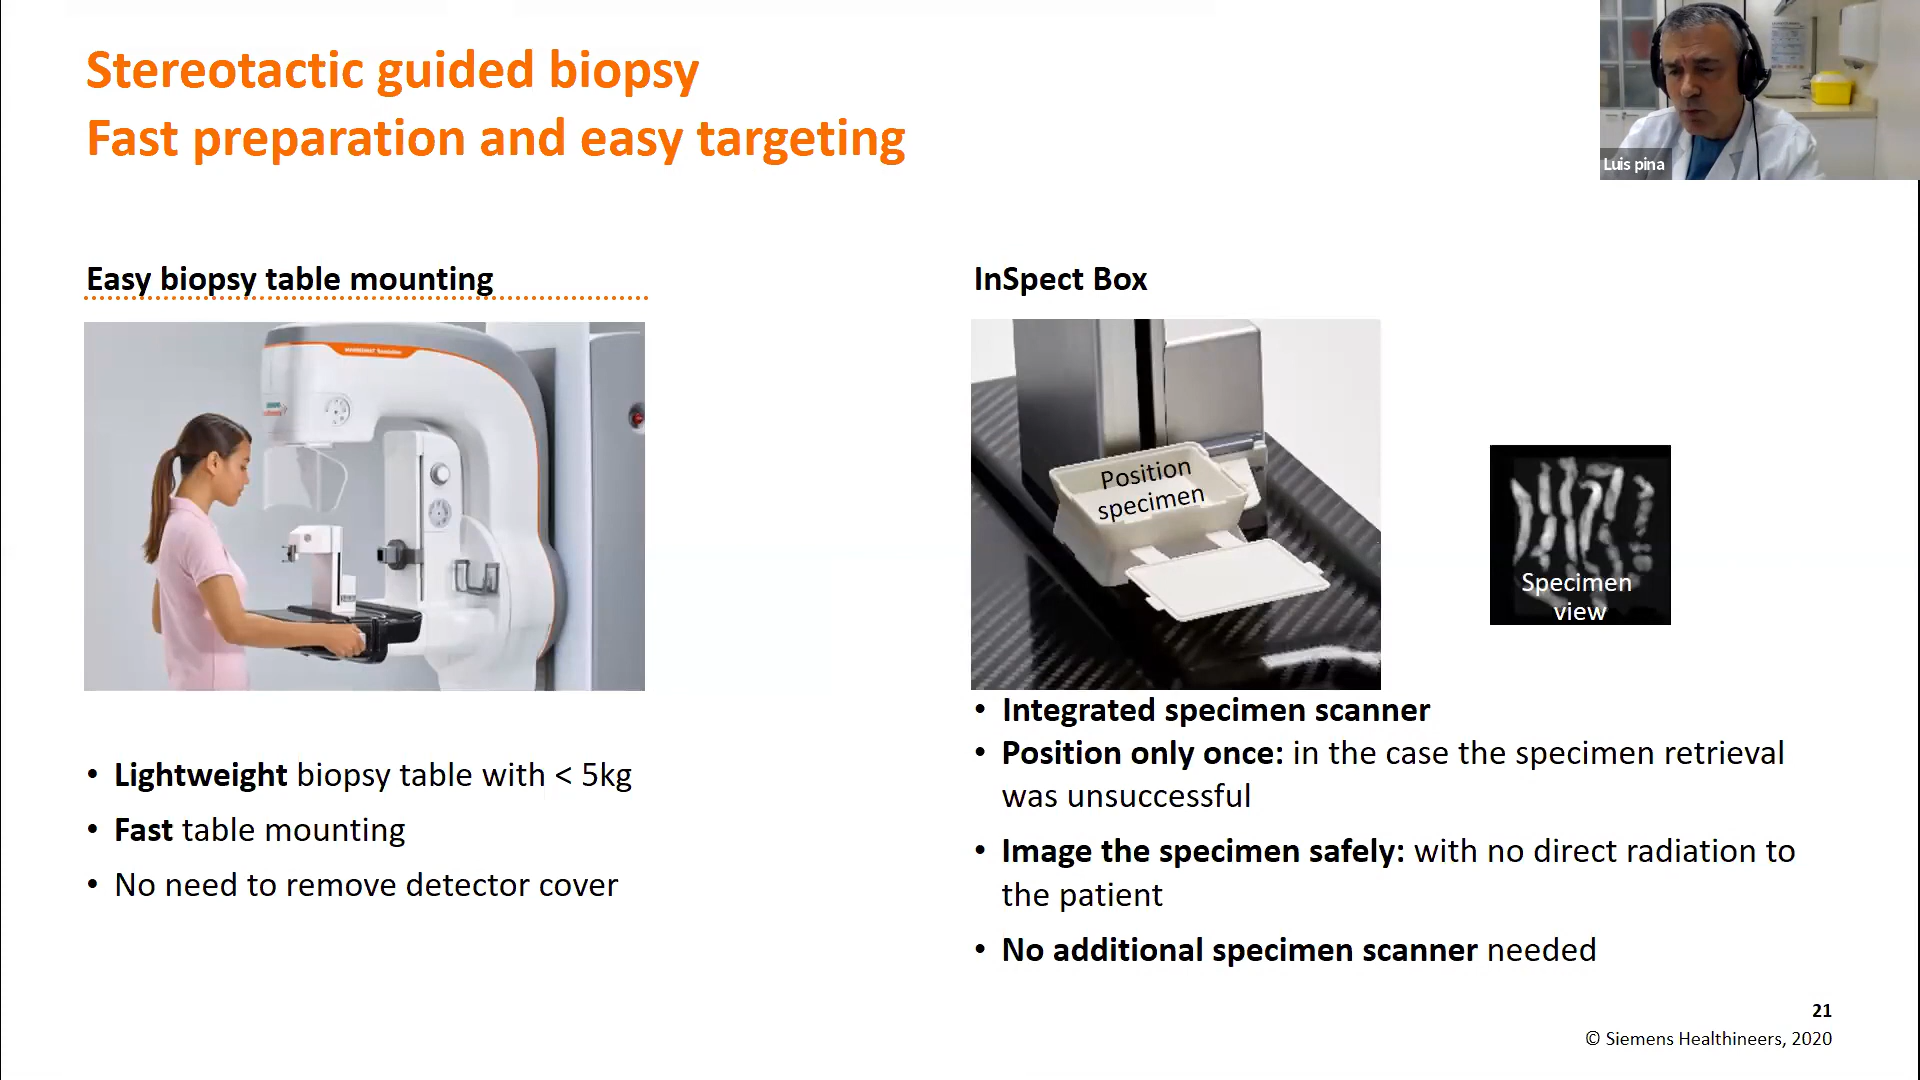 Stereotactic guided biopsy
Fast preparation and easy targeting
Luis pina
Easy biopsy table mounting
• Lightweight biopsy table with < 5kg
• Fast table mounting
• No need to remove detector cover
InSpect Box
Position
specimen
Specimen
view
• Integrated specimen scanner
• Position only once: in the case the specimen retrieval
was unsuccessful
• Image the specimen safely: with no direct radiation to
the patient
• No additional specimen scanner needed
21
© Siemens Healthineers, 2020